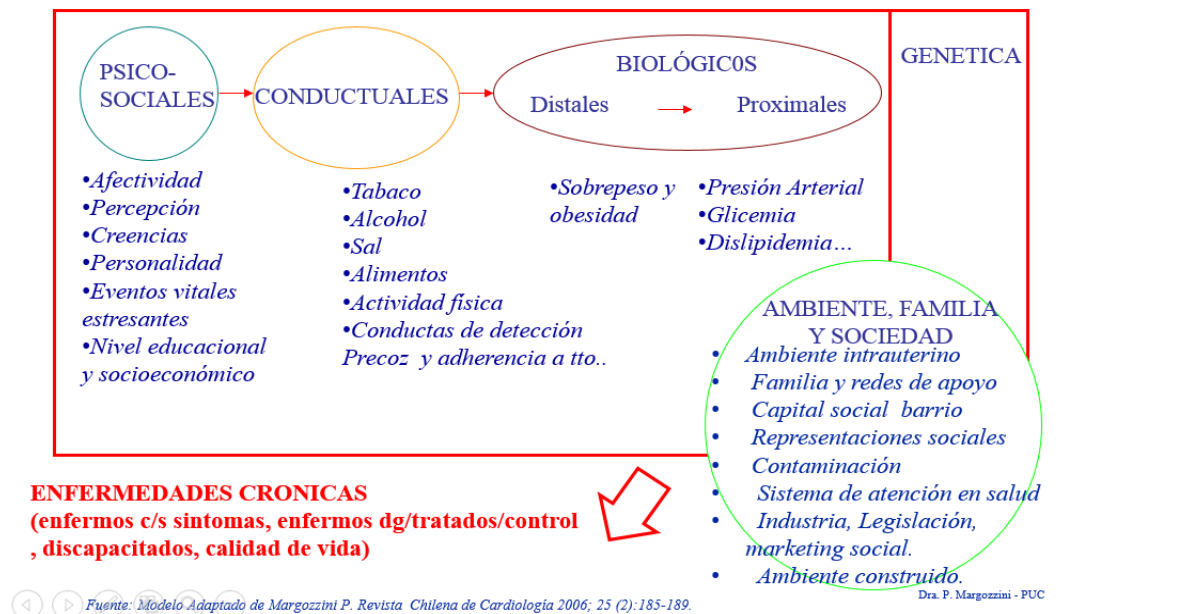 PSICO-
SOCIALES
CONDUCTUALES
BIOLÓGIC0S
Distales
Proximales
GENETICA
•Afectividad
•Percepción
•Creencias
•Personalidad
•Eventos vitales
estresantes
•Nivel educacional
y socioeconómico
•Tabaco
•Alcohol
•Sal
•Alimentos
•Actividad física
•Conductas de detección
Precoz y adherencia a tto..
•Sobrepeso y
obesidad
•Presión Arterial
•Glicemia
•Dislipidemia…
AMBIENTE, FAMILIA
Y SOCIEDAD
• Ambiente intrauterino
• Familia y redes de apoyo
• Capital social barrio
• Representaciones sociales
• Contaminación
• Sistema de atención en salud
• Industria, Legislación,
marketing social.
• Ambiente construido.
ENFERMEDADES CRONICAS
(enfermos c/s sintomas, enfermos dg/tratados/control
, discapacitados, calidad de vida)
Dra. P. Margozzini - PUC
Fuente: Modelo Adaptado de Margozzini P. Revista Chilena de Cardiología 2006; 25 (2):185-189.